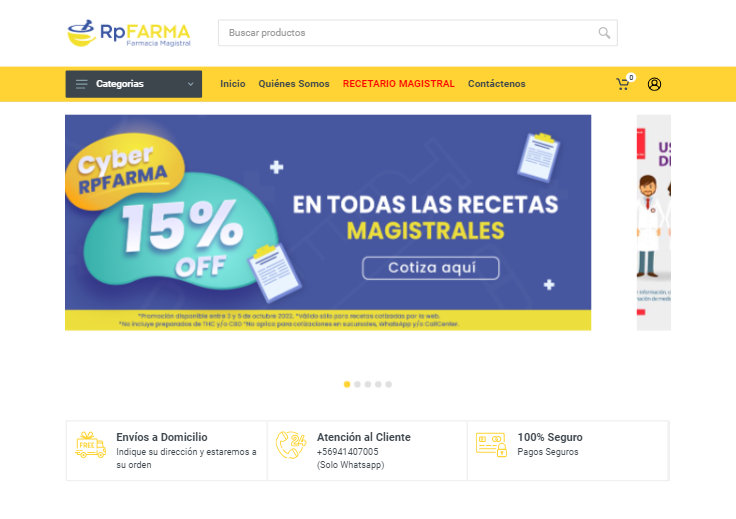 RpFARMA
Farmacia Magistral
Buscar productos
Categorias
Inicio
Quiénes Somos
RECETARIO MAGISTRAL
Contáctenos
0
Cyber
RPFARMA
15%
OFF
EN TODAS LAS RECETAS
MAGISTRALES
Cotiza aquí
*Promoción disponible entre 3 y 5 de octubre 2022, *Válido sólo para recetas cotizadas por la web.
*No incluye preparados de THC y/o CBD *No aplica para cotizaciones en sucursales, WhatsApp y/o CallCenter.
FREE
Envíos a Domicilio
Indique su dirección y estaremos a
su orden
24
Atención al Cliente
+56941407005
(Solo Whatsapp)
100% Seguro
Pagos Seguros